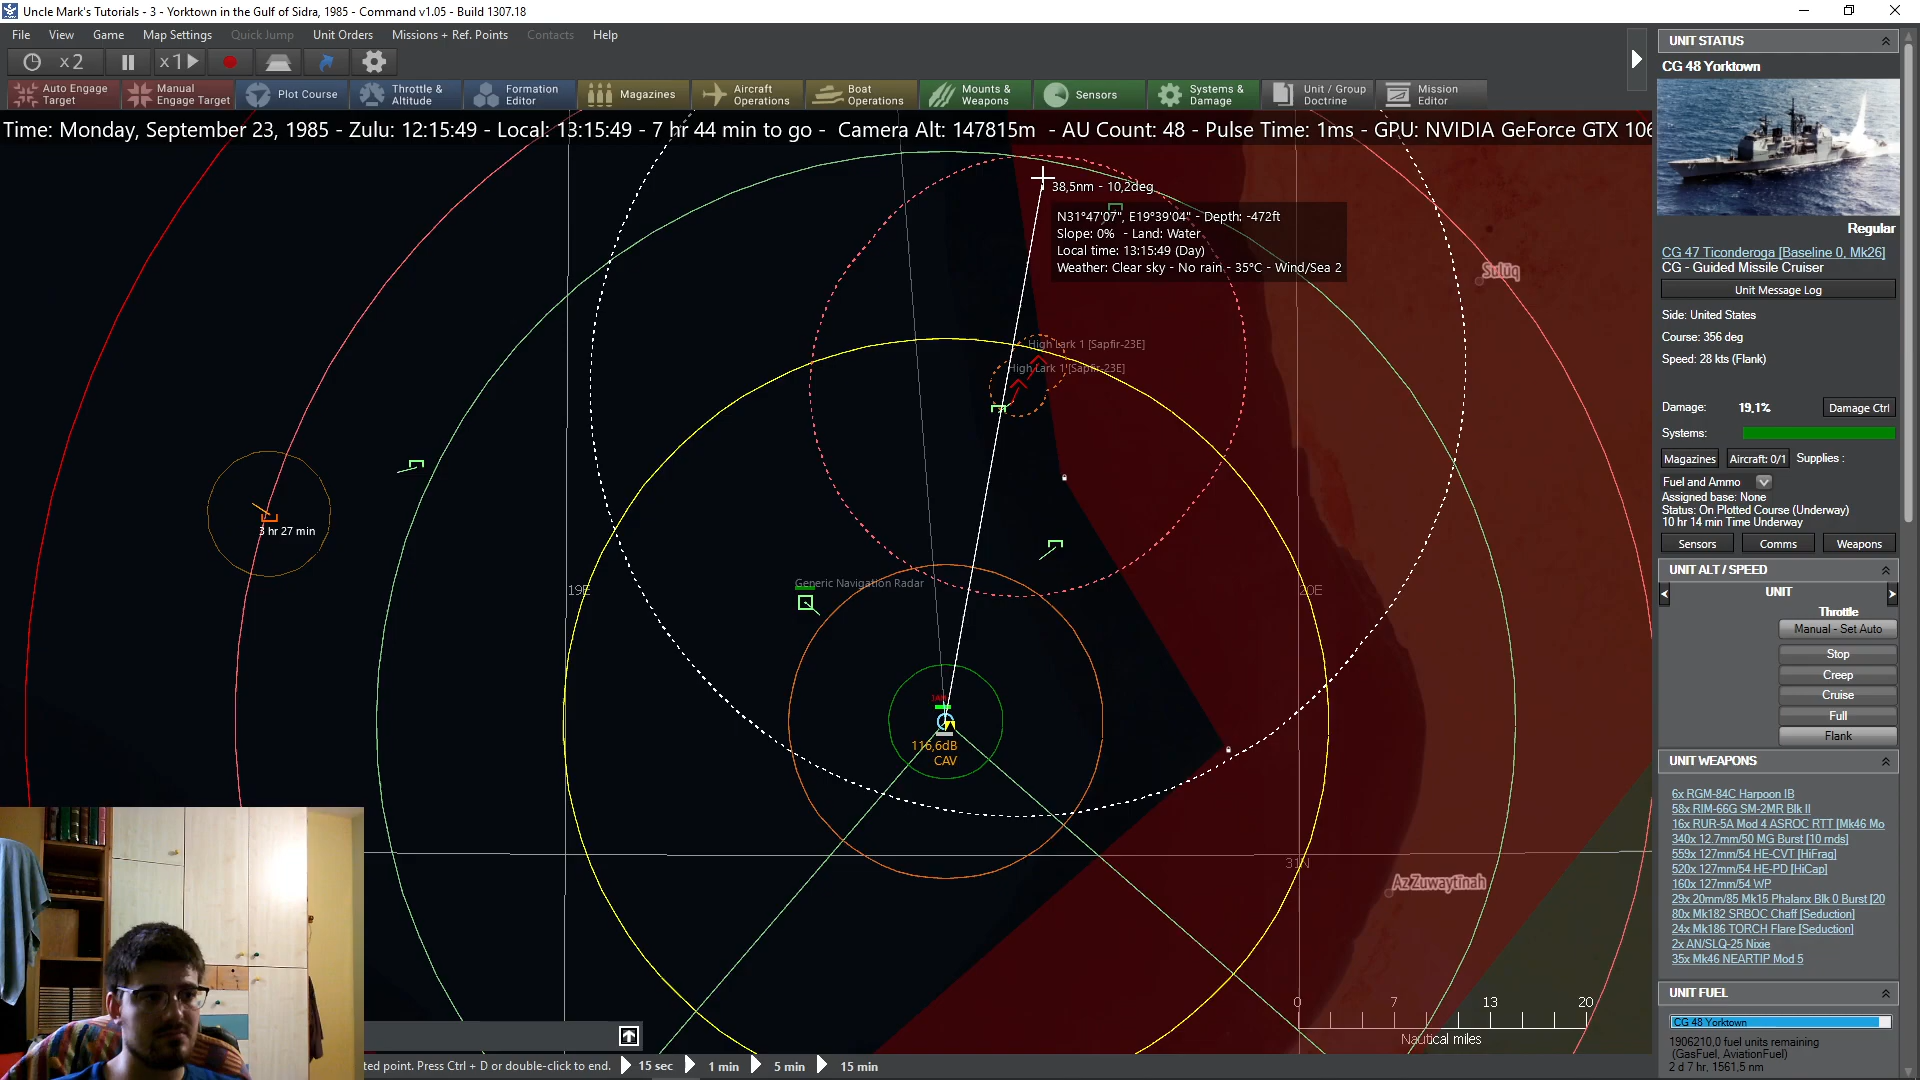 Uncle Mark's Tutorials - 3 - Yorktown in the Gulf of Sidra, 1985 - Command v1.05 - Build 1307.18
File View Game Map Settings Quick Jump Unit Orders Missions + Ref. Points Contacts Help
x 2 x 1
Auto Engage Target
Manual Engage Target
Plot Course
Throttle & Altitude
Formation Editor
Magazines
Aircraft Operations
Boat Operations
Mounts & Weapons
Sensors
Systems & Damage
Unit / Group Doctrine
Mission Editor
Time: Monday, September 23, 1985 - Zulu: 12:15:49 - Local: 13:15:49 - 7 hr 44 min to go - Camera Alt: 147815m - AU Count: 48 - Pulse Time: 1ms - GPU: NVIDIA GeForce GTX 106
38,5nm - 10,2deg
N31°47'07", E19°39'04" - Depth: -472ft
Slope: 0% - Land: Water
Local time: 13:15:49 (Day)
Weather: Clear sky - No rain - 35°C - Wind/Sea 2
Sulūq
High Lark 1 [Sapfir-23E]
High Lark 1 [Sapfir-23E]
3 hr 27 min
Generic Navigation Radar
19E
20E
116,6dB
CAV
31N
Az Zuwaytīnah
0 7 13 20
Nautical miles
ted point. Press Ctrl + D or double-click to end.
15 sec 1 min 5 min 15 min
UNIT STATUS
CG 48 Yorktown
Regular
CG 47 Ticonderoga [Baseline 0, Mk26]
CG - Guided Missile Cruiser
Unit Message Log
Side: United States
Course: 356 deg
Speed: 28 kts (Flank)
Damage: 19,1% Damage Ctrl
Systems:
Magazines Aircraft: 0/1 Supplies :
Fuel and Ammo
Assigned base: None
Status: On Plotted Course (Underway)
10 hr 14 min Time Underway
Sensors Comms Weapons
UNIT ALT / SPEED
< UNIT >
Throttle
Manual - Set Auto
Stop
Creep
Cruise
Full
Flank
UNIT WEAPONS
6x RGM-84C Harpoon IB
58x RIM-66G SM-2MR Blk II
16x RUR-5A Mod 4 ASROC RTT [Mk46 Mo
340x 12.7mm/50 MG Burst [10 rnds]
559x 127mm/54 HE-CVT [HiFrag]
520x 127mm/54 HE-PD [HiCap]
160x 127mm/54 WP
29x 20mm/85 Mk15 Phalanx Blk 0 Burst [20
80x Mk182 SRBOC Chaff [Seduction]
24x Mk186 TORCH Flare [Seduction]
2x AN/SLQ-25 Nixie
35x Mk46 NEARTIP Mod 5
UNIT FUEL
CG 48 Yorktown
1906210,0 fuel units remaining
(GasFuel, AviationFuel)
2 d 7 hr, 1561,5 nm